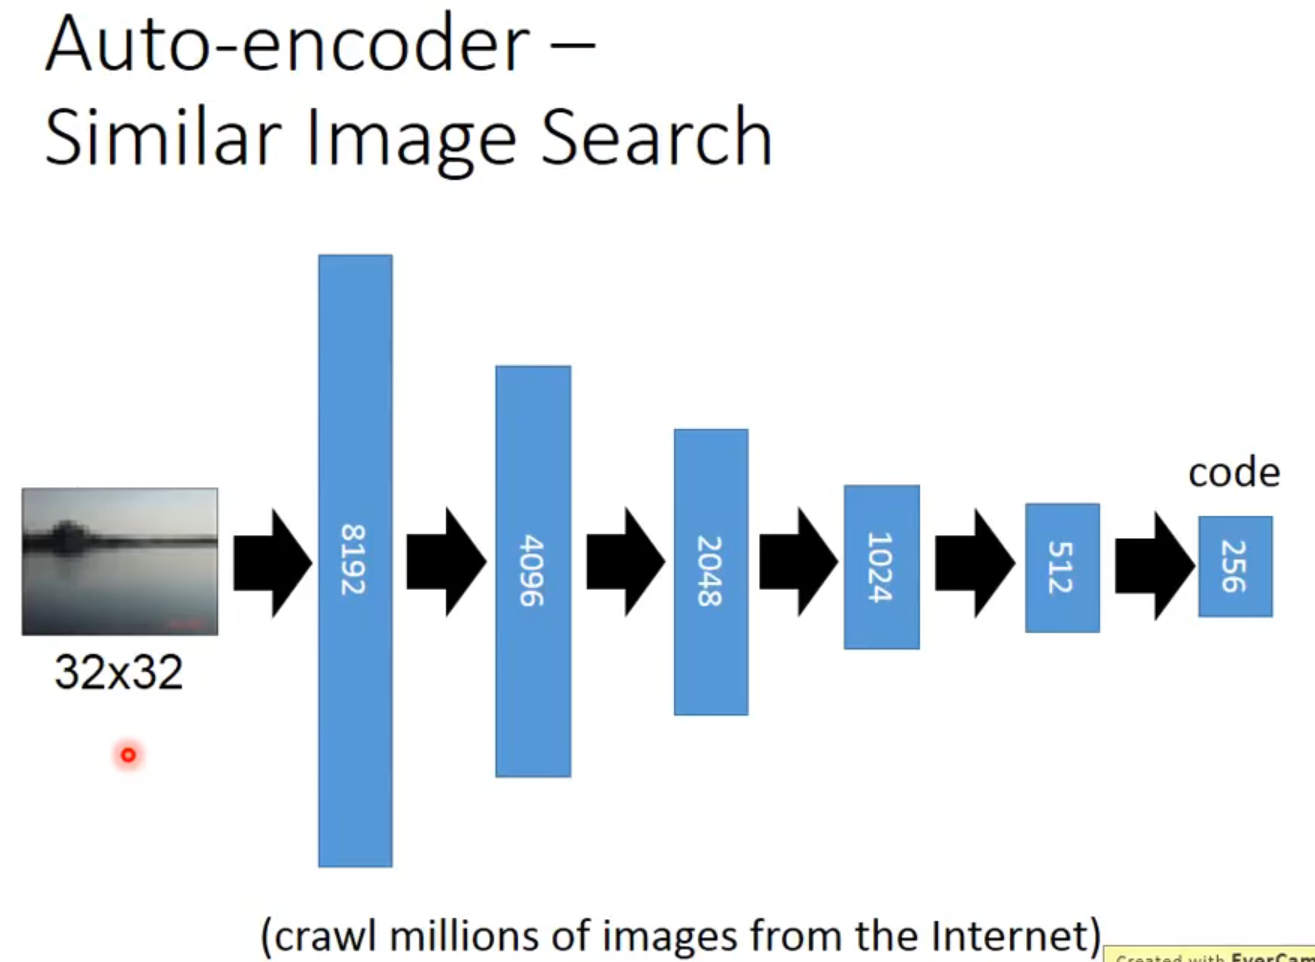 Auto-encoder –
Similar Image Search
code
8192
4096
2048
1024
512
256
32x32
(crawl millions of images from the Internet)
Created with